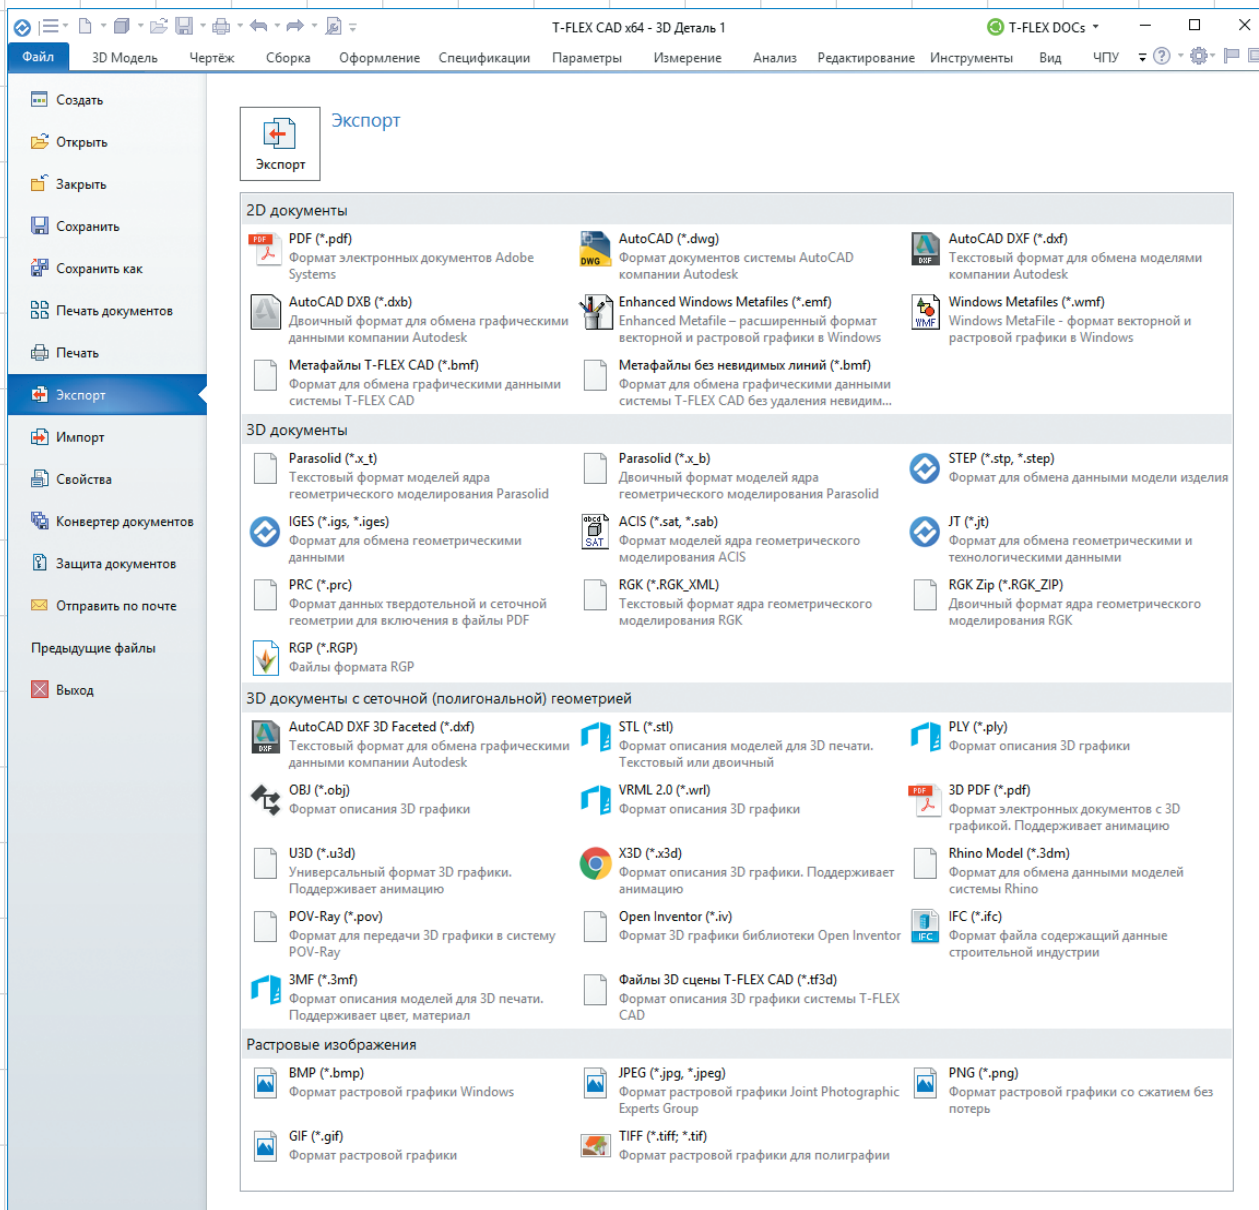 T-FLEX CAD x64 - 3D Деталь 1
T-FLEX DOCs
Файл
3D Модель
Чертёж
Сборка
Оформление
Спецификации
Параметры
Измерение
Анализ
Редактирование
Инструменты
Вид
ЧПУ
Создать
Открыть
Закрыть
Сохранить
Сохранить как
Печать документов
Печать
Экспорт
Импорт
Свойства
Конвертер документов
Защита документов
Отправить по почте
Предыдущие файлы
Выход
Экспорт
Экспорт
2D документы
PDF
PDF (*.pdf)
Формат электронных документов Adobe
Systems
DWG
AutoCAD (*.dwg)
Формат документов системы AutoCAD
компании Autodesk
DXF
AutoCAD DXF (*.dxf)
Текстовый формат для обмена моделями
компании Autodesk
AutoCAD DXB (*.dxb)
Двоичный формат для обмена графическими
данными компании Autodesk
Enhanced Windows Metafiles (*.emf)
Enhanced Metafile – расширенный формат
векторной и растровой графики в Windows
WMF
Windows Metafiles (*.wmf)
Windows MetaFile - формат векторной и
растровой графики в Windows
Метафайлы T-FLEX CAD (*.bmf)
Формат для обмена графическими данными
системы T-FLEX CAD
Метафайлы без невидимых линий (*.bmf)
Формат для обмена графическими данными
системы T-FLEX CAD без удаления невидим...
3D документы
Parasolid (*.x_t)
Текстовый формат моделей ядра
геометрического моделирования Parasolid
Parasolid (*.x_b)
Двоичный формат моделей ядра
геометрического моделирования Parasolid
STEP (*.stp, *.step)
Формат для обмена данными модели изделия
IGES (*.igs, *.iges)
Формат для обмена геометрическими
данными
abcd
SAT
ACIS (*.sat, *.sab)
Формат моделей ядра геометрического
моделирования ACIS
JT (*.jt)
Формат для обмена геометрическими и
технологическими данными
PRC (*.prc)
Формат данных твердотельной и сеточной
геометрии для включения в файлы PDF
RGK (*.RGK_XML)
Текстовый формат ядра геометрического
моделирования RGK
RGK Zip (*.RGK_ZIP)
Двоичный формат ядра геометрического
моделирования RGK
RGP (*.RGP)
Файлы формата RGP
3D документы с сеточной (полигональной) геометрией
DXF
AutoCAD DXF 3D Faceted (*.dxf)
Текстовый формат для обмена графическими
данными компании Autodesk
STL (*.stl)
Формат описания моделей для 3D печати.
Текстовый или двоичный
PLY (*.ply)
Формат описания 3D графики
OBJ (*.obj)
Формат описания 3D графики
VRML 2.0 (*.wrl)
Формат описания 3D графики
PDF
3D PDF (*.pdf)
Формат электронных документов с 3D
графикой. Поддерживает анимацию
U3D (*.u3d)
Универсальный формат 3D графики.
Поддерживает анимацию
X3D (*.x3d)
Формат описания 3D графики. Поддерживает
анимацию
Rhino Model (*.3dm)
Формат для обмена данными моделей
системы Rhino
POV-Ray (*.pov)
Формат для передачи 3D графики в систему
POV-Ray
Open Inventor (*.iv)
Формат 3D графики библиотеки Open Inventor
IFC
IFC (*.ifc)
Формат файла содержащий данные
строительной индустрии
3MF (*.3mf)
Формат описания моделей для 3D печати.
Поддерживает цвет, материал
Файлы 3D сцены T-FLEX CAD (*.tf3d)
Формат описания 3D графики системы T-FLEX
CAD
Растровые изображения
BMP (*.bmp)
Формат растровой графики Windows
JPEG (*.jpg, *.jpeg)
Формат растровой графики Joint Photographic
Experts Group
PNG (*.png)
Формат растровой графики со сжатием без
потерь
GIF (*.gif)
Формат растровой графики
TIFF (*.tiff; *.tif)
Формат растровой графики для полиграфии